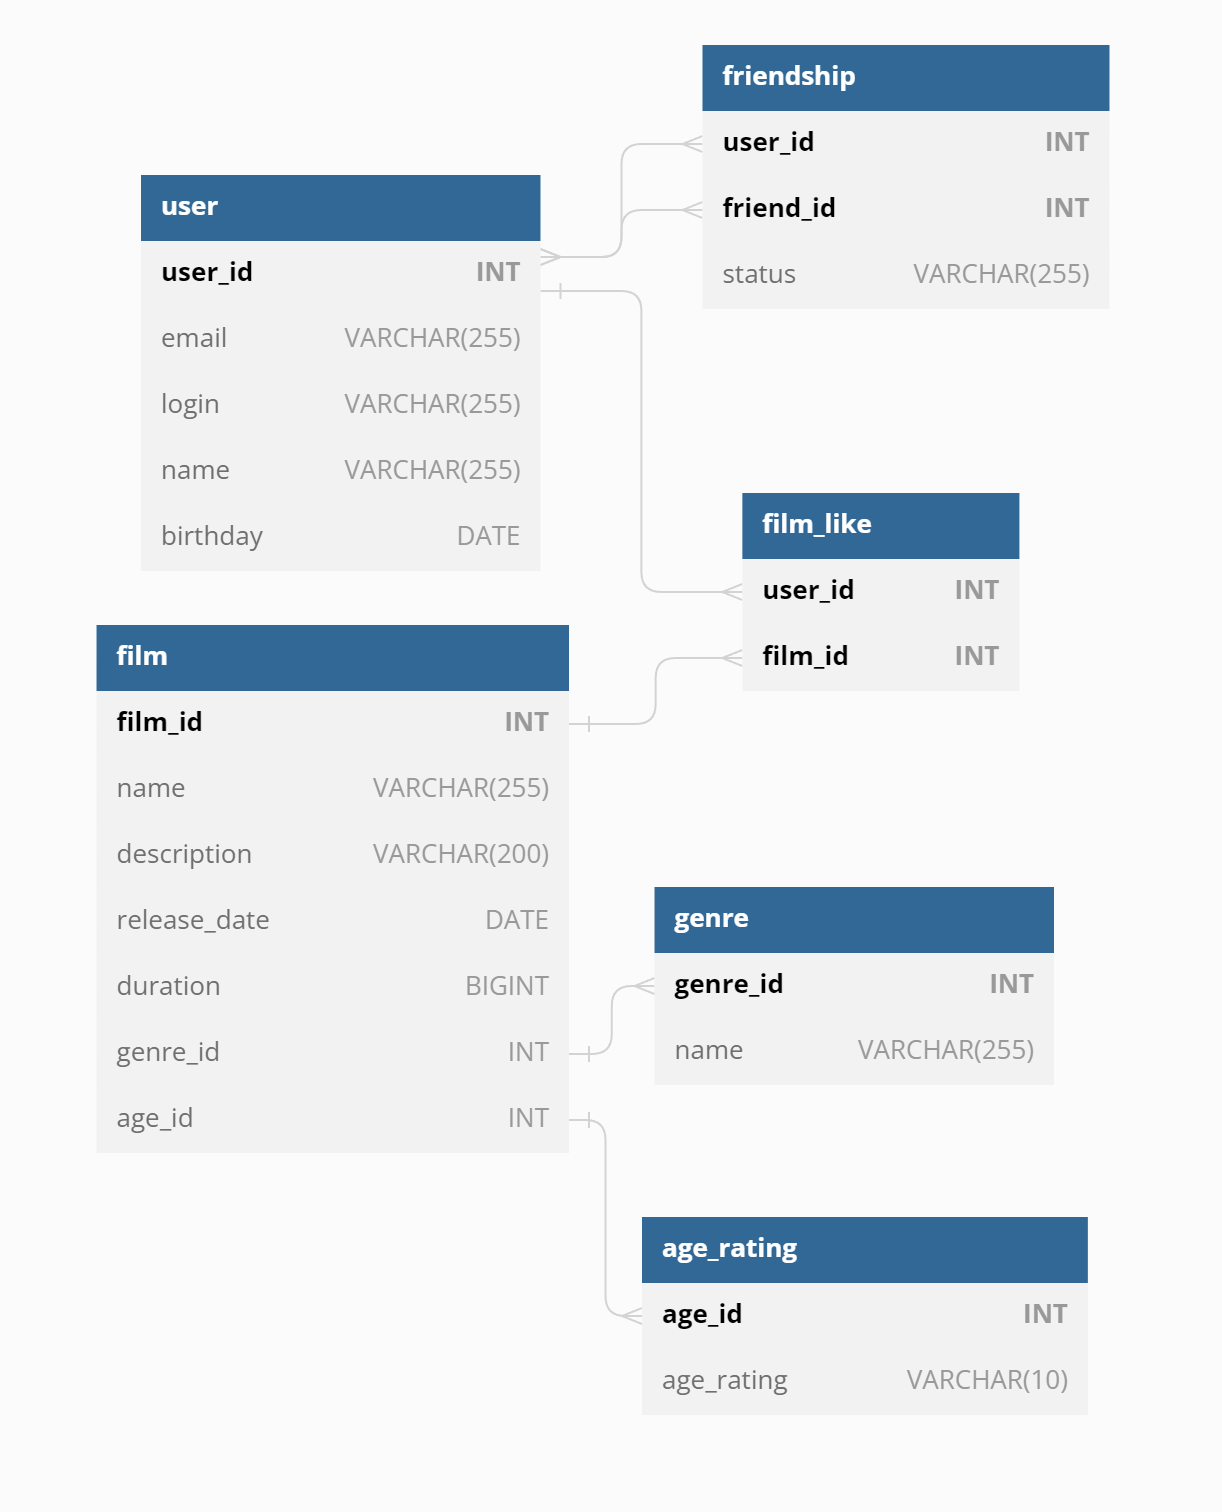 friendship
user_id INT
friend_id INT
status VARCHAR(255)
user
user_id INT
email VARCHAR(255)
login VARCHAR(255)
name VARCHAR(255)
birthday DATE
film_like
user_id INT
film_id INT
film
film_id INT
name VARCHAR(255)
description VARCHAR(200)
release_date DATE
duration BIGINT
genre_id INT
age_id INT
genre
genre_id INT
name VARCHAR(255)
age_rating
age_id INT
age_rating VARCHAR(10)